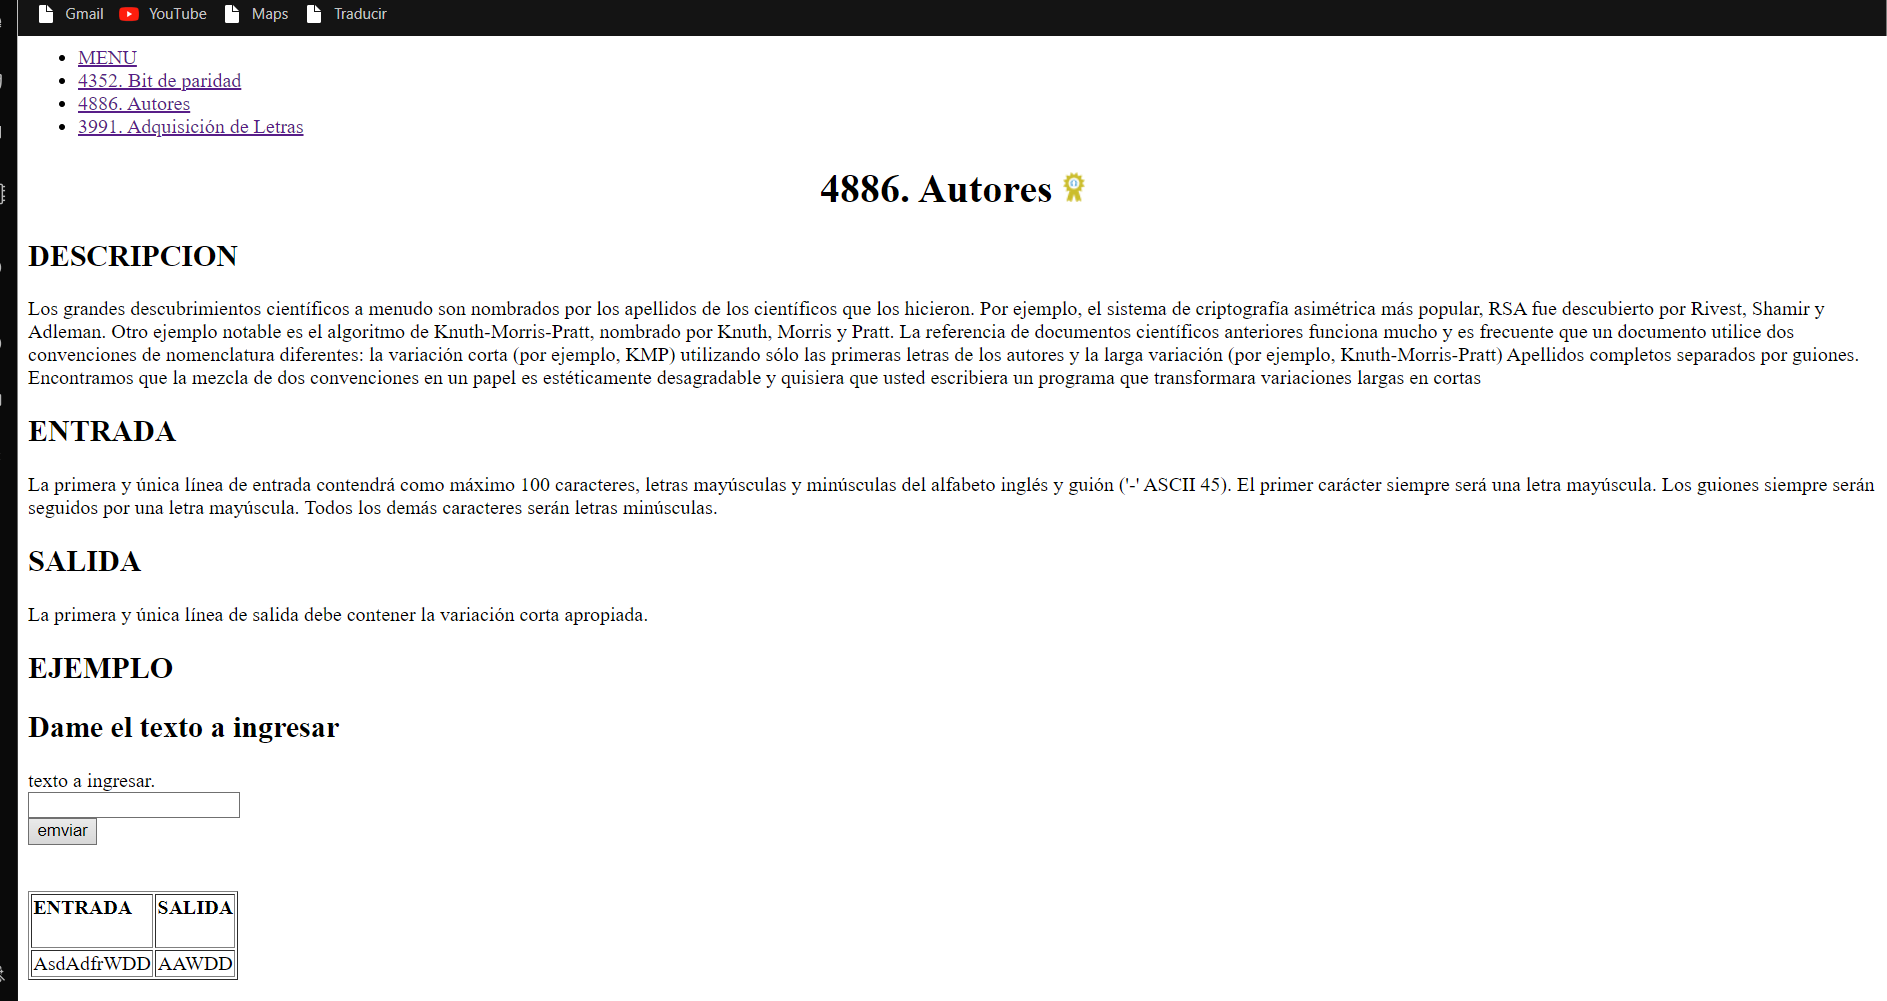 Gmail YouTube Maps Traducir
MENU
4352. Bit de paridad
4886. Autores
3991. Adquisición de Letras
4886. Autores
DESCRIPCION
Los grandes descubrimientos científicos a menudo son nombrados por los apellidos de los científicos que los hicieron. Por ejemplo, el sistema de criptografía asimétrica más popular, RSA fue descubierto por Rivest, Shamir y
Adleman. Otro ejemplo notable es el algoritmo de Knuth-Morris-Pratt, nombrado por Knuth, Morris y Pratt. La referencia de documentos científicos anteriores funciona mucho y es frecuente que un documento utilice dos
convenciones de nomenclatura diferentes: la variación corta (por ejemplo, KMP) utilizando sólo las primeras letras de los autores y la larga variación (por ejemplo, Knuth-Morris-Pratt) Apellidos completos separados por guiones.
Encontramos que la mezcla de dos convenciones en un papel es estéticamente desagradable y quisiera que usted escribiera un programa que transformara variaciones largas en cortas
ENTRADA
La primera y única línea de entrada contendrá como máximo 100 caracteres, letras mayúsculas y minúsculas del alfabeto inglés y guión ('-' ASCII 45). El primer carácter siempre será una letra mayúscula. Los guiones siempre serán
seguidos por una letra mayúscula. Todos los demás caracteres serán letras minúsculas.
SALIDA
La primera y única línea de salida debe contener la variación corta apropiada.
EJEMPLO
Dame el texto a ingresar
texto a ingresar.
emviar
ENTRADA SALIDA
AsdAdfrWDD AAWDD